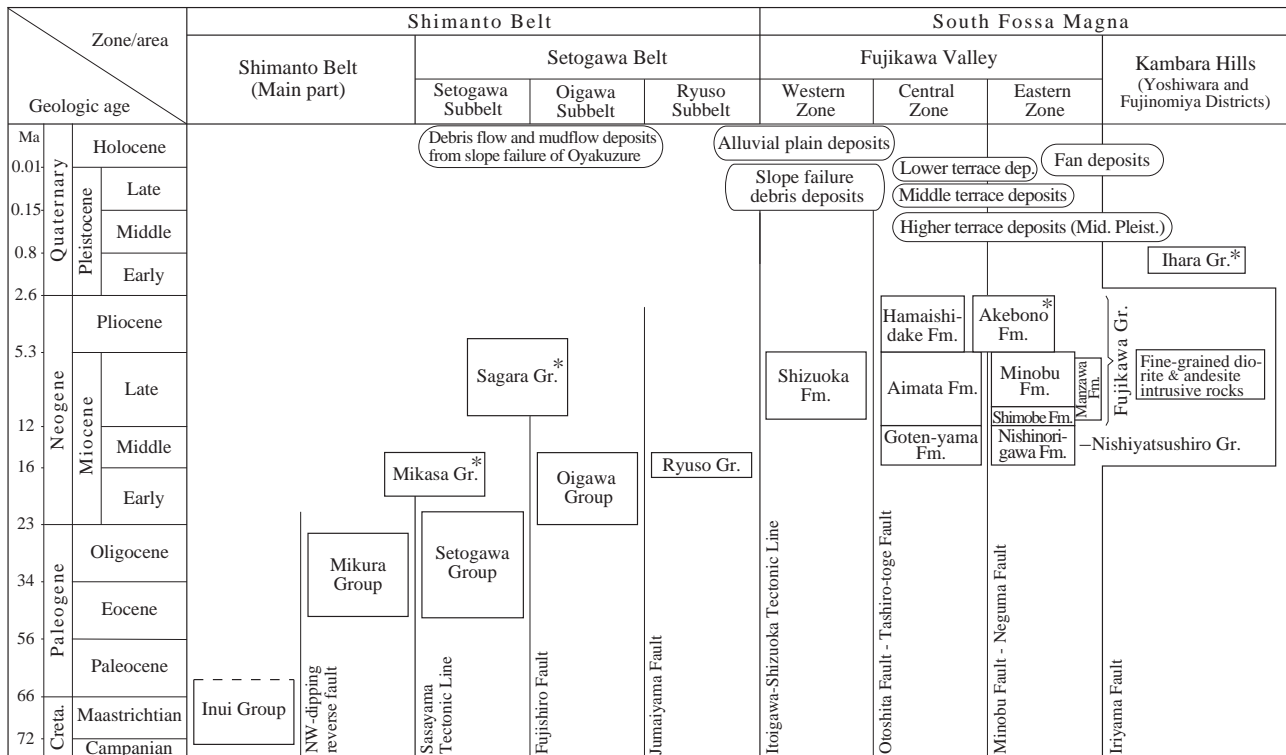 Shimanto Belt
South Fossa Magna
Zone/area
Geologic age
Shimanto Belt
(Main part)
Setogawa Belt
Fujikawa Valley
Kambara Hills
(Yoshiwara and
Fujinomiya Districts)
Setogawa
Subbelt
Oigawa
Subbelt
Ryuso
Subbelt
Western
Zone
Central
Zone
Eastern
Zone
Ma
0.01
0.15
0.8
2.6
5.3
12
16
23
34
56
66
72
Quaternary
Neogene
Paleogene
Creta.
Pleistocene
Miocene
Holocene
Late
Middle
Early
Pliocene
Late
Middle
Early
Oligocene
Eocene
Paleocene
Maastrichtian
Campanian
Debris flow and mudflow deposits
from slope failure of Oyakuzure
Alluvial plain deposits
Slope failure
debris deposits
Fan deposits
Lower terrace dep.
Middle terrace deposits
Higher terrace deposits (Mid. Pleist.)
Ihara Gr.*
Hamaishi-
dake Fm.
Akebono*
Fm.
Sagara Gr.*
Shizuoka
Fm.
Aimata Fm.
Minobu
Fm.
Manzawa
Fm.
Shimobe Fm.
Fujikawa Gr.
Fine-grained dio-
rite & andesite
intrusive rocks
Goten-yama
Fm.
Nishinori-
gawa Fm.
–Nishiyatsushiro Gr.
Mikasa Gr.*
Oigawa
Group
Ryuso Gr.
Mikura
Group
Setogawa
Group
Inui Group
NW-dipping
reverse fault
Sasayama
Tectonic Line
Fujishiro Fault
Jumaiyama Fault
Itoigawa-Shizuoka Tectonic Line
Otoshita Fault - Tashiro-toge Fault
Minobu Fault - Neguma Fault
Iriyama Fault